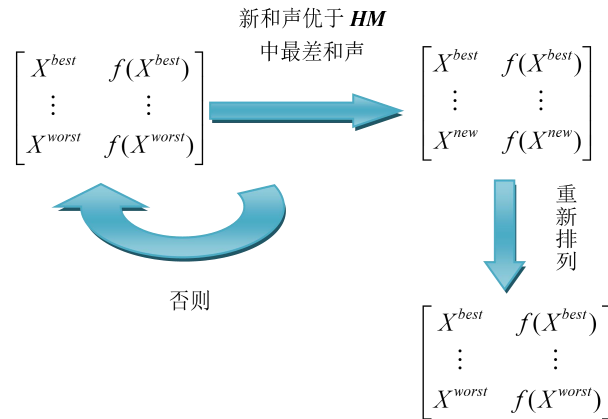 新和声优于 HM
中最差和声
X^{best} f(X^{best})
⋮ ⋮
X^{worst} f(X^{worst})
X^{best} f(X^{best})
⋮ ⋮
X^{new} f(X^{new})
重新排列
否则
X^{best} f(X^{best})
⋮ ⋮
X^{worst} f(X^{worst})